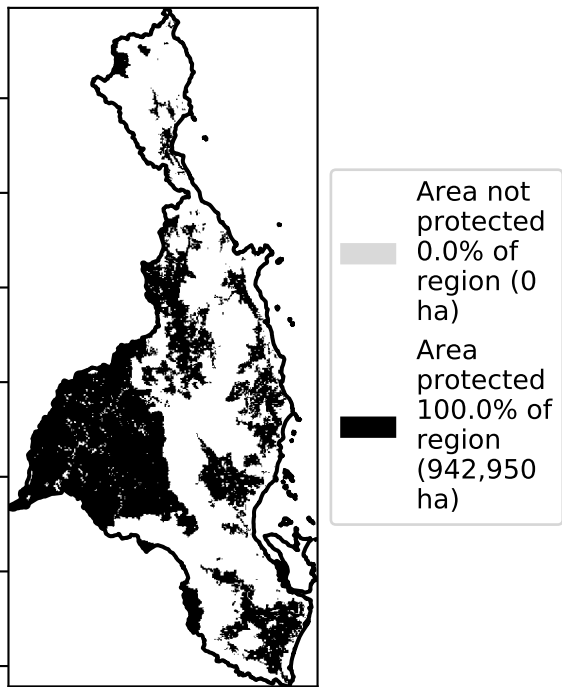 Area not
protected
0.0% of
region (0
ha)
Area
protected
100.0% of
region
(942,950
ha)